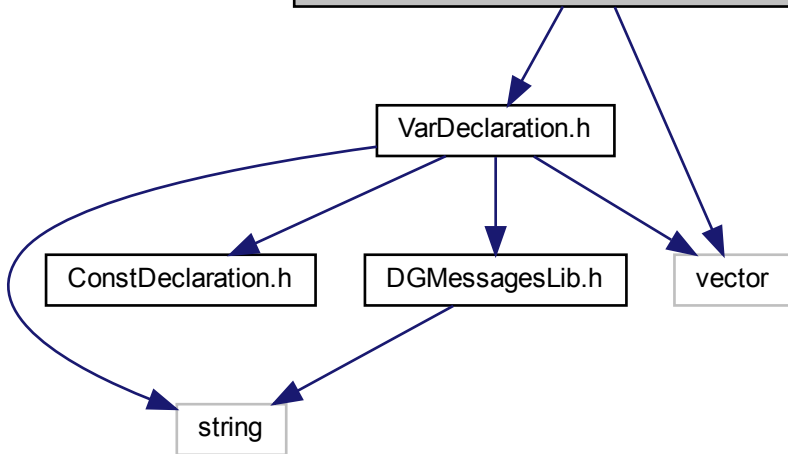 VarDeclaration.h
ConstDeclaration.h
DGMessagesLib.h
vector
string